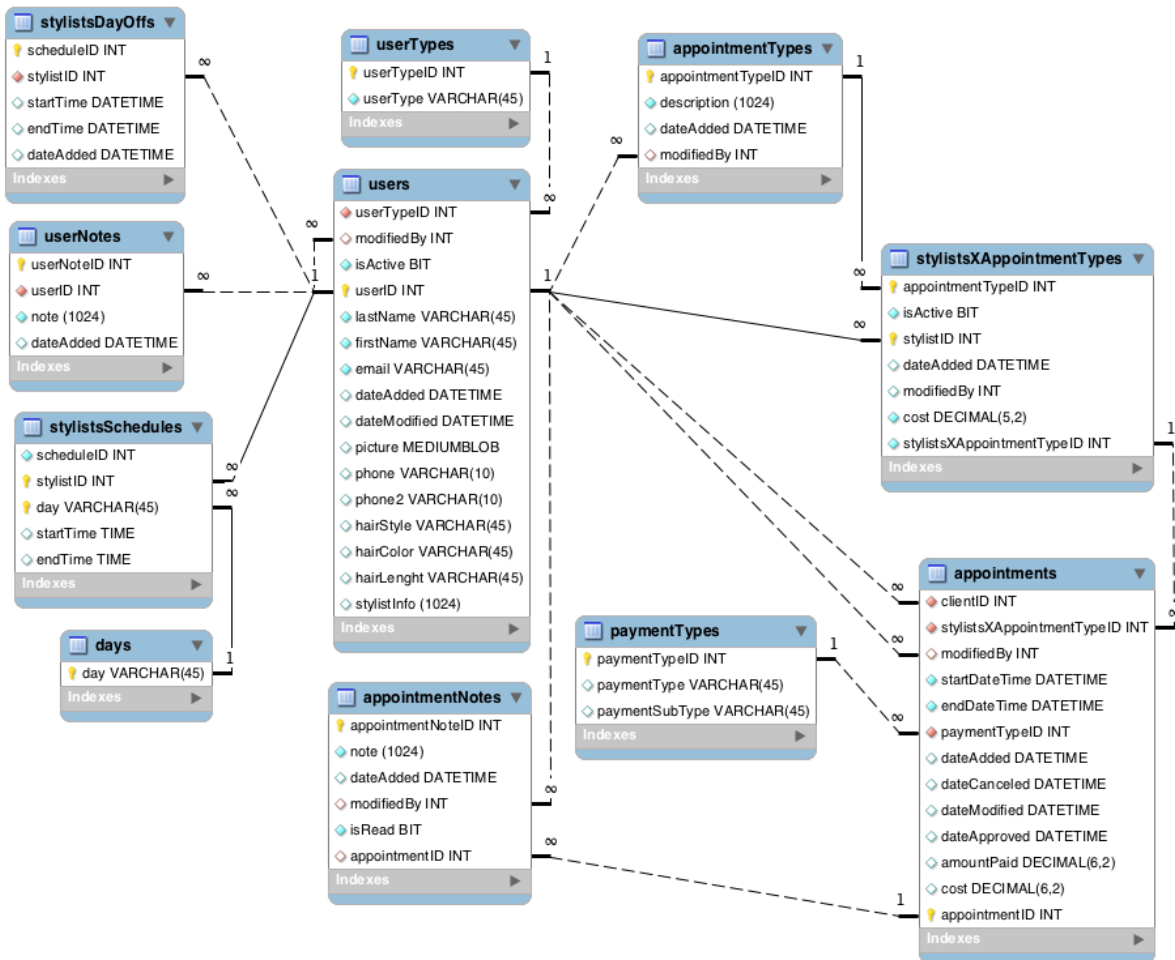 stylistsDayOffs
scheduleID INT
stylistID INT
startTime DATETIME
endTime DATETIME
dateAdded DATETIME
Indexes
∞
userTypes
userTypeID INT
userType VARCHAR(45)
Indexes
1
appointmentTypes
appointmentTypeID INT
description (1024)
dateAdded DATETIME
modifiedBy INT
Indexes
1
∞
userNotes
userNoteID INT
userID INT
note (1024)
dateAdded DATETIME
Indexes
∞
users
userTypeID INT
modifiedBy INT
isActive BIT
userID INT
lastName VARCHAR(45)
firstName VARCHAR(45)
email VARCHAR(45)
dateAdded DATETIME
dateModified DATETIME
picture MEDIUMBLOB
phone VARCHAR(10)
phone2 VARCHAR(10)
hairStyle VARCHAR(45)
hairColor VARCHAR(45)
hairLenght VARCHAR(45)
stylistInfo (1024)
Indexes
∞
∞
1
1
stylistsXAppointmentTypes
appointmentTypeID INT
isActive BIT
stylistID INT
dateAdded DATETIME
modifiedBy INT
cost DECIMAL(5,2)
stylistsXAppointmentTypeID INT
Indexes
∞
∞
1
stylistsSchedules
scheduleID INT
stylistID INT
day VARCHAR(45)
startTime TIME
endTime TIME
Indexes
∞
∞
days
day VARCHAR(45)
Indexes
1
appointmentNotes
appointmentNoteID INT
note (1024)
dateAdded DATETIME
modifiedBy INT
isRead BIT
appointmentID INT
Indexes
∞
∞
paymentTypes
paymentTypeID INT
paymentType VARCHAR(45)
paymentSubType VARCHAR(45)
Indexes
1
appointments
clientID INT
stylistsXAppointmentTypeID INT
modifiedBy INT
startDateTime DATETIME
endDateTime DATETIME
paymentTypeID INT
dateAdded DATETIME
dateCanceled DATETIME
dateModified DATETIME
dateApproved DATETIME
amountPaid DECIMAL(6,2)
cost DECIMAL(6,2)
appointmentID INT
Indexes
∞
∞
∞
∞
1